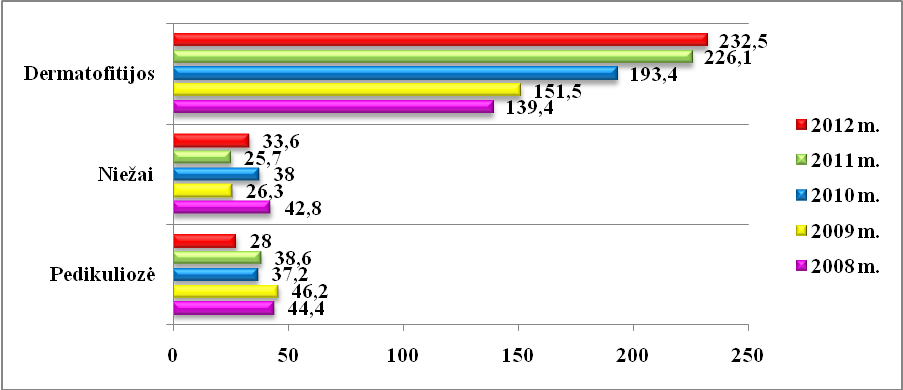 Dermatofitijos
232,5
226,1
193,4
151,5
139,4
Niežai
33,6
25,7
38
26,3
42,8
Pedikuliozė
28
38,6
37,2
46,2
44,4
0 50 100 150 200 250
2012 m.
2011 m.
2010 m.
2009 m.
2008 m.